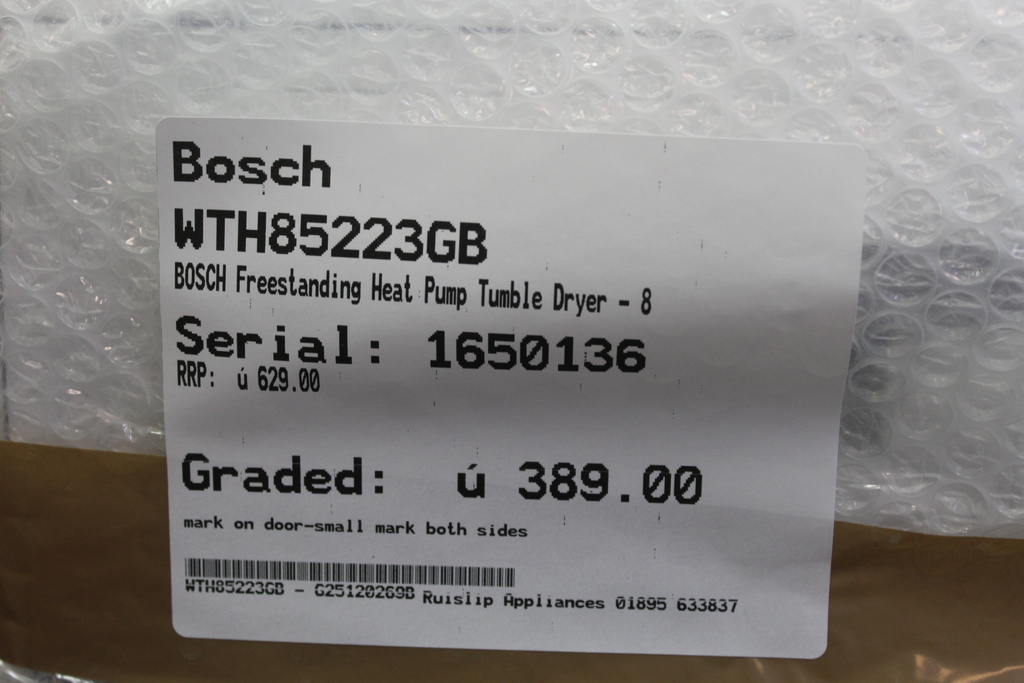 Bosch
WTH85223GB
BOSCH Freestanding Heat Pump Tumble Dryer - 8
Serial: 1650136
RRP: ú 629.00
Graded: ú 389.00
mark on door-small mark both sides
WTH85223GB - G25120269B Ruislip Appliances 01895 633837